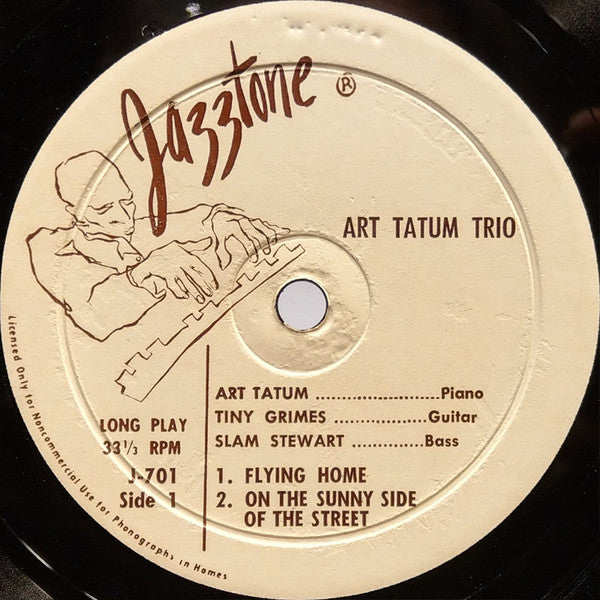 Jazztone ®
ART TATUM TRIO
ART TATUM ......................Piano
TINY GRIMES .................Guitar
SLAM STEWART .............Bass
LONG PLAY
33 1/3 RPM
J-701
Side 1
1. FLYING HOME
2. ON THE SUNNY SIDE
OF THE STREET
Licensed Only for Noncommercial Use for Phonographs in Homes